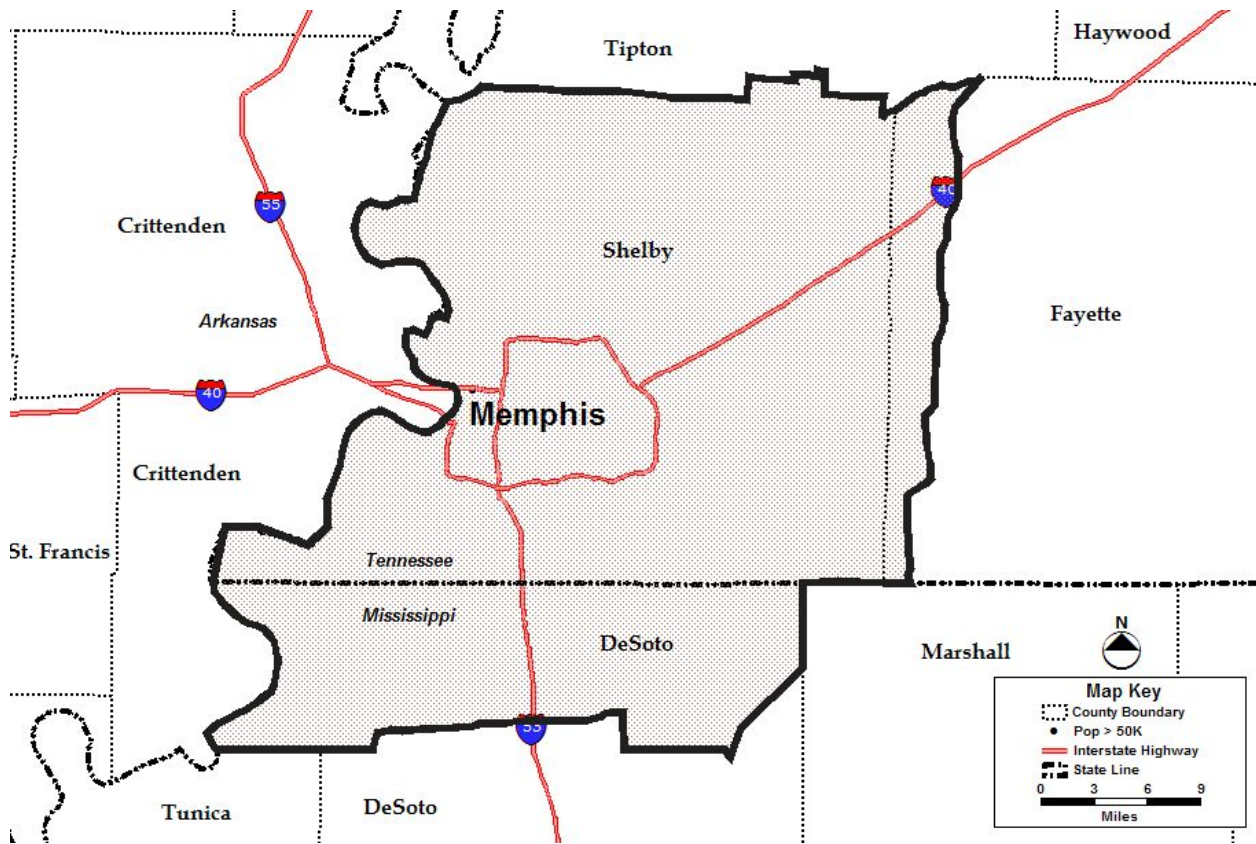 Haywood
Tipton
40
55
Crittenden
Shelby
Arkansas
Fayette
40
Memphis
Crittenden
St. Francis
Tennessee
Mississippi
DeSoto
Marshall
N
Map Key
County Boundary
Pop > 50K
Interstate Highway
State Line
0 3 6 9
Miles
55
Tunica
DeSoto